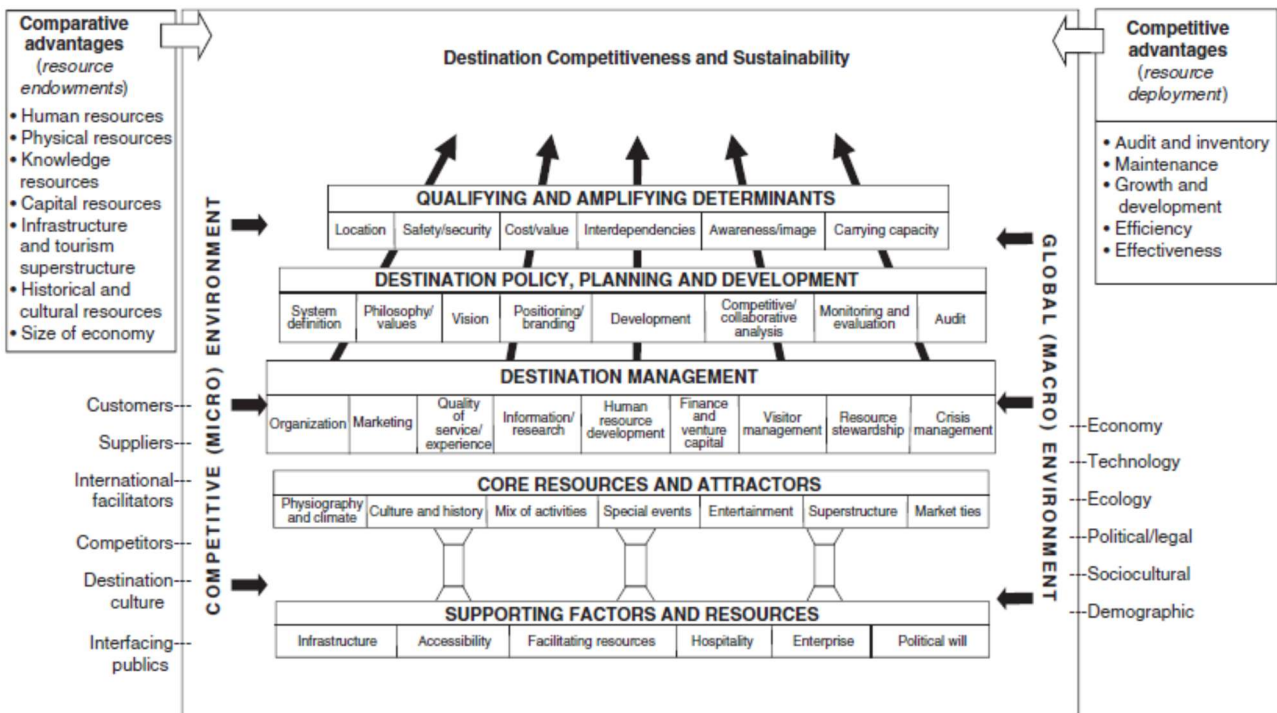 Comparative
advantages
(resource
endowments)
• Human resources
• Physical resources
• Knowledge
resources
• Capital resources
• Infrastructure
and tourism
superstructure
• Historical and
cultural resources
• Size of economy
Destination Competitiveness and Sustainability
Competitive
advantages
(resource
deployment)
• Audit and inventory
• Maintenance
• Growth and
development
• Efficiency
• Effectiveness
COMPETITIVE (MICRO) ENVIRONMENT
Customers
Suppliers
International
facilitators
Competitors
Destination
culture
Interfacing
publics
QUALIFYING AND AMPLIFYING DETERMINANTS
Location
Safety/security
Cost/value
Interdependencies
Awareness/image
Carrying capacity
DESTINATION POLICY, PLANNING AND DEVELOPMENT
System
definition
Philosophy/
values
Vision
Positioning/
branding
Development
Competitive/
collaborative
analysis
Monitoring and
evaluation
Audit
DESTINATION MANAGEMENT
Organization
Marketing
Quality
of
service/
experience
Information/
research
Human
resource
development
Finance
and
venture
capital
Visitor
management
Resource
stewardship
Crisis
management
CORE RESOURCES AND ATTRACTORS
Physiography
and climate
Culture and history
Mix of activities
Special events
Entertainment
Superstructure
Market ties
SUPPORTING FACTORS AND RESOURCES
Infrastructure
Accessibility
Facilitating resources
Hospitality
Enterprise
Political will
GLOBAL (MACRO) ENVIRONMENT
Economy
Technology
Ecology
Political/legal
Sociocultural
Demographic